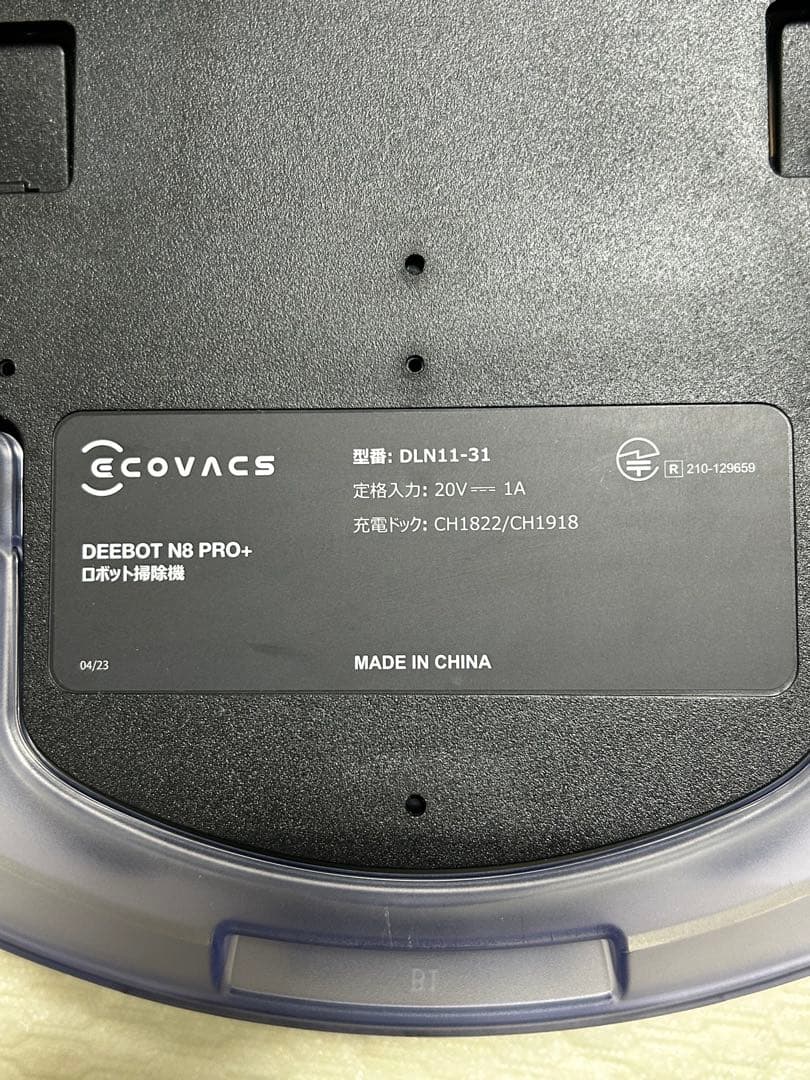 ECOVACS
DEEBOT N8 PRO+
ロボット掃除機
04/23
型番: DLN11-31
定格入力: 20V⎓ 1A
充電ドック: CH1822/CH1918
MADE IN CHINA
R 210-129659